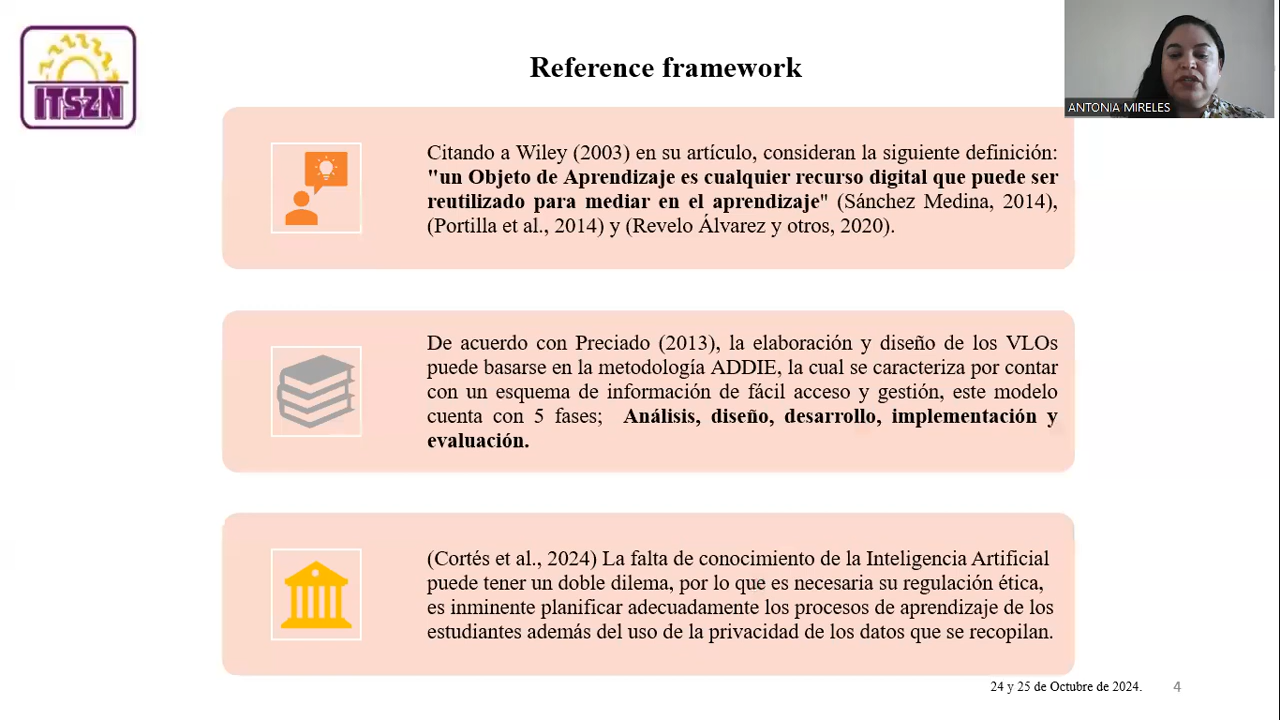 Reference framework
ITSZN
ANTONIA MIRELES
Citando a Wiley (2003) en su artículo, consideran la siguiente definición:
"un Objeto de Aprendizaje es cualquier recurso digital que puede ser
reutilizado para mediar en el aprendizaje" (Sánchez Medina, 2014),
(Portilla et al., 2014) y (Revelo Álvarez y otros, 2020).
De acuerdo con Preciado (2013), la elaboración y diseño de los VLOs
puede basarse en la metodología ADDIE, la cual se caracteriza por contar
con un esquema de información de fácil acceso y gestión, este modelo
cuenta con 5 fases; Análisis, diseño, desarrollo, implementación y
evaluación.
(Cortés et al., 2024) La falta de conocimiento de la Inteligencia Artificial
puede tener un doble dilema, por lo que es necesaria su regulación ética,
es inminente planificar adecuadamente los procesos de aprendizaje de los
estudiantes además del uso de la privacidad de los datos que se recopilan.
24 y 25 de Octubre de 2024.
4